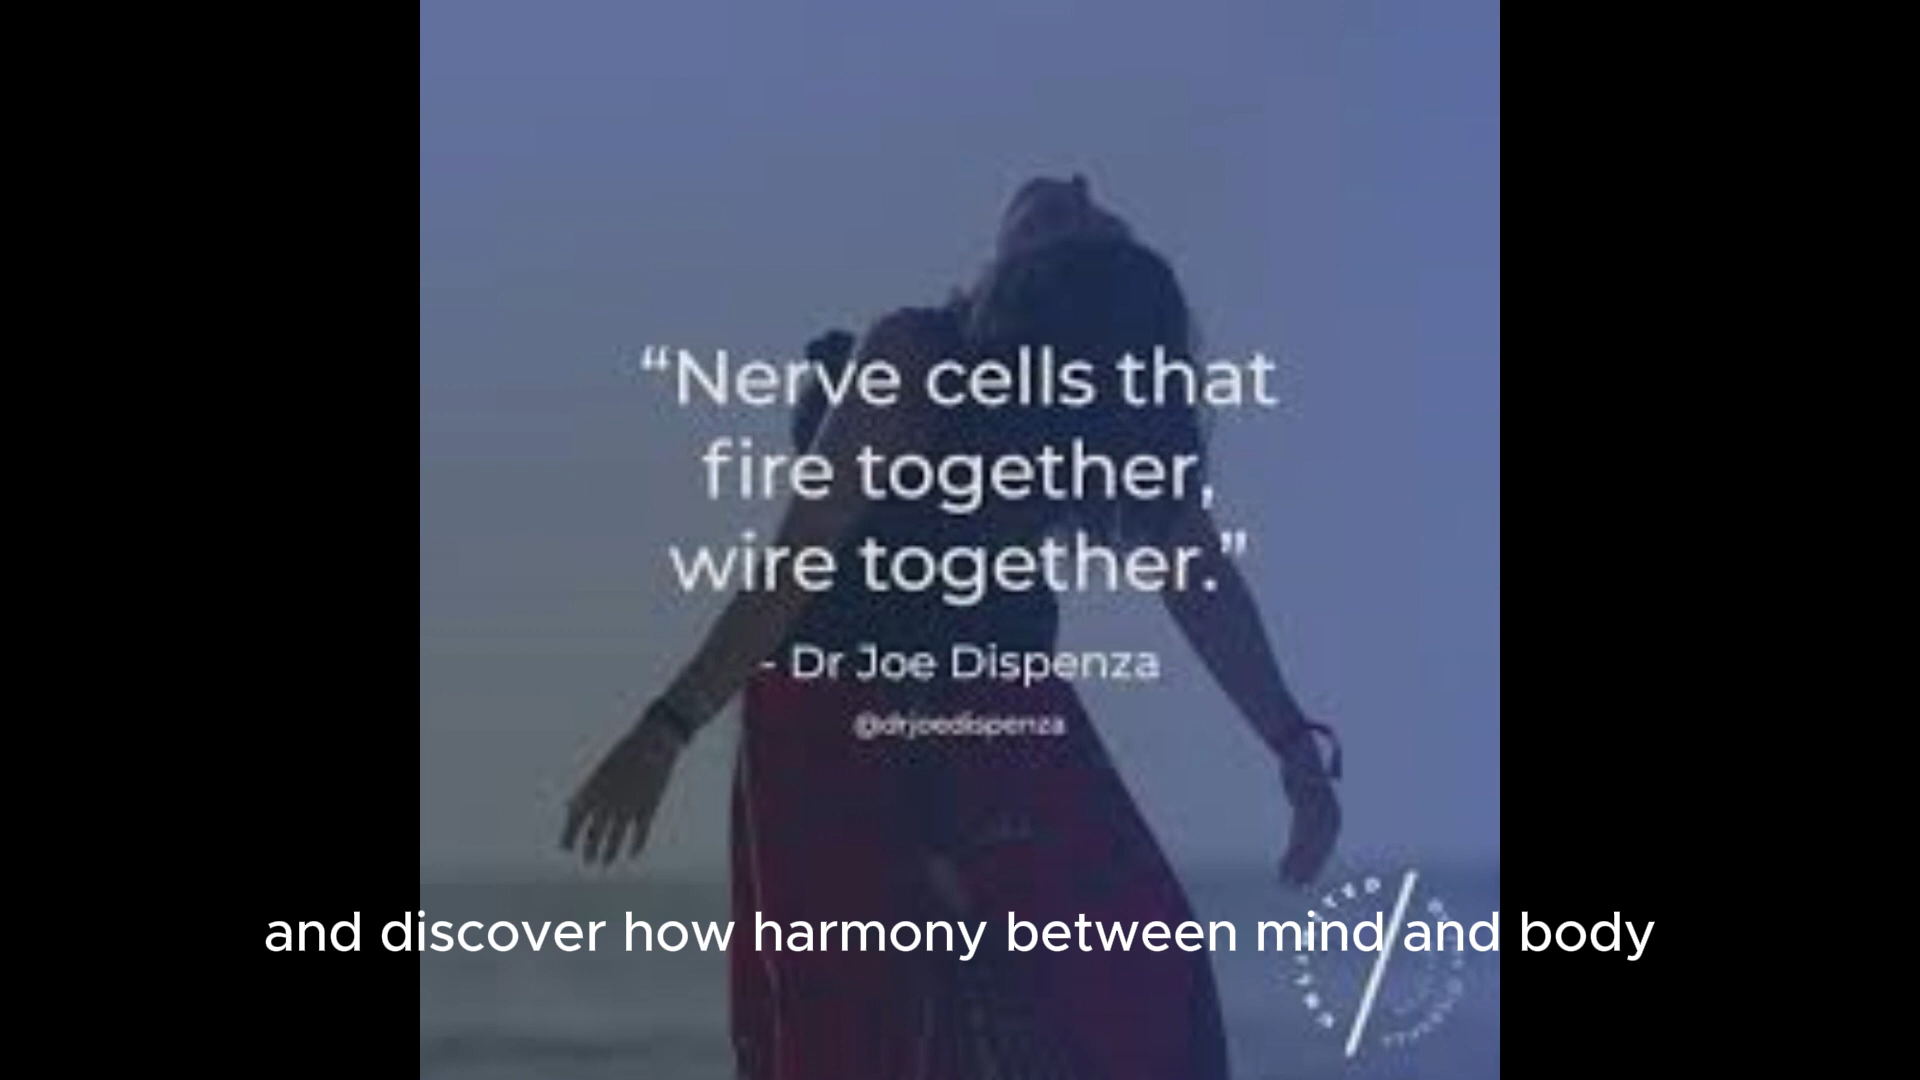 “Nerve cells that
fire together,
wire together.”
- Dr Joe Dispenza
@drjoedispenza
and discover how harmony between mind and body